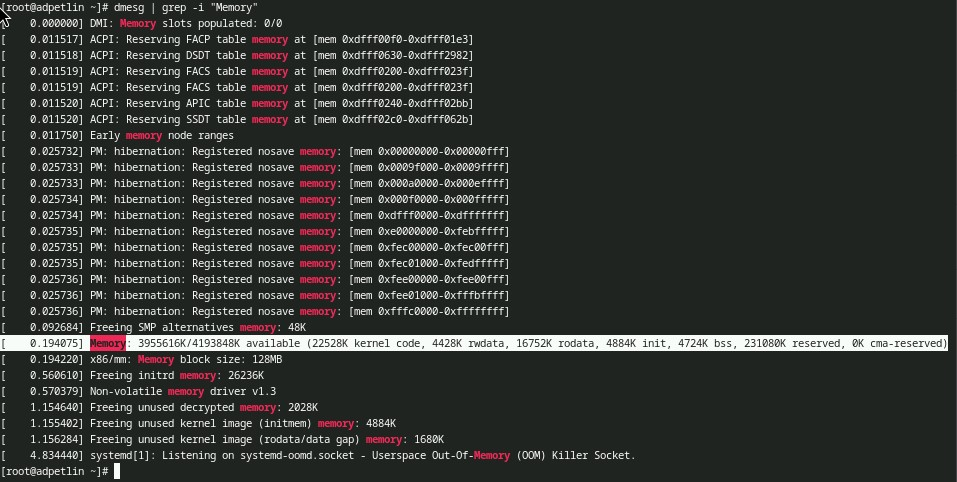 [root@adpetlin ~]# dmesg | grep -i "Memory"
[    0.000000] DMI: Memory slots populated: 0/0
[    0.011517] ACPI: Reserving FACP table memory at [mem 0xdfff00f0-0xdfff01e3]
[    0.011518] ACPI: Reserving DSDT table memory at [mem 0xdfff0630-0xdfff2982]
[    0.011519] ACPI: Reserving FACS table memory at [mem 0xdfff0200-0xdfff023f]
[    0.011519] ACPI: Reserving FACS table memory at [mem 0xdfff0200-0xdfff023f]
[    0.011520] ACPI: Reserving APIC table memory at [mem 0xdfff0240-0xdfff02bb]
[    0.011520] ACPI: Reserving SSDT table memory at [mem 0xdfff02c0-0xdfff062b]
[    0.011750] Early memory node ranges
[    0.025732] PM: hibernation: Registered nosave memory: [mem 0x00000000-0x00000fff]
[    0.025733] PM: hibernation: Registered nosave memory: [mem 0x0009f000-0x0009ffff]
[    0.025733] PM: hibernation: Registered nosave memory: [mem 0x000a0000-0x000effff]
[    0.025734] PM: hibernation: Registered nosave memory: [mem 0x000f0000-0x000fffff]
[    0.025734] PM: hibernation: Registered nosave memory: [mem 0xdfff0000-0xdfffffff]
[    0.025735] PM: hibernation: Registered nosave memory: [mem 0xe0000000-0xfebfffff]
[    0.025735] PM: hibernation: Registered nosave memory: [mem 0xfec00000-0xfec00fff]
[    0.025735] PM: hibernation: Registered nosave memory: [mem 0xfec01000-0xfedfffff]
[    0.025736] PM: hibernation: Registered nosave memory: [mem 0xfee00000-0xfee00fff]
[    0.025736] PM: hibernation: Registered nosave memory: [mem 0xfee01000-0xfffbffff]
[    0.025736] PM: hibernation: Registered nosave memory: [mem 0xfffc0000-0xffffffff]
[    0.092684] Freeing SMP alternatives memory: 48K
[    0.194075] Memory: 3955616K/4193848K available (22528K kernel code, 4428K rwdata, 16752K rodata, 4884K init, 4724K bss, 231080K reserved, 0K cma-reserved)
[    0.194220] x86/mm: Memory block size: 128MB
[    0.560610] Freeing initrd memory: 26236K
[    0.570379] Non-volatile memory driver v1.3
[    1.154640] Freeing unused decrypted memory: 2028K
[    1.155402] Freeing unused kernel image (initmem) memory: 4884K
[    1.156284] Freeing unused kernel image (rodata/data gap) memory: 1680K
[    4.834440] systemd[1]: Listening on systemd-oomd.socket - Userspace Out-Of-Memory (OOM) Killer Socket.
[root@adpetlin ~]#